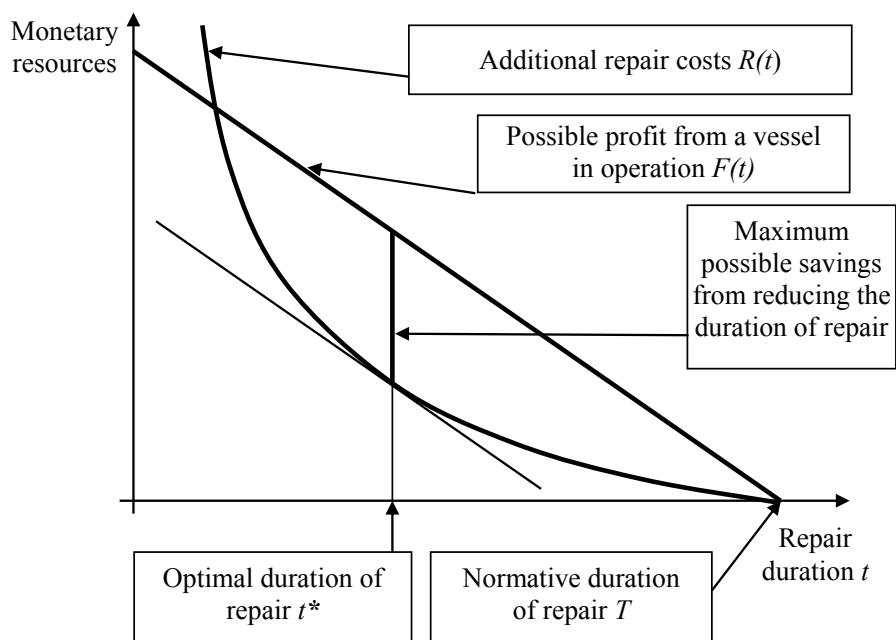 Monetary
resources
Additional repair costs R(t)
Possible profit from a vessel
in operation F(t)
Maximum
possible savings
from reducing the
duration of repair
Repair
duration t
Optimal duration of
repair t*
Normative duration
of repair T